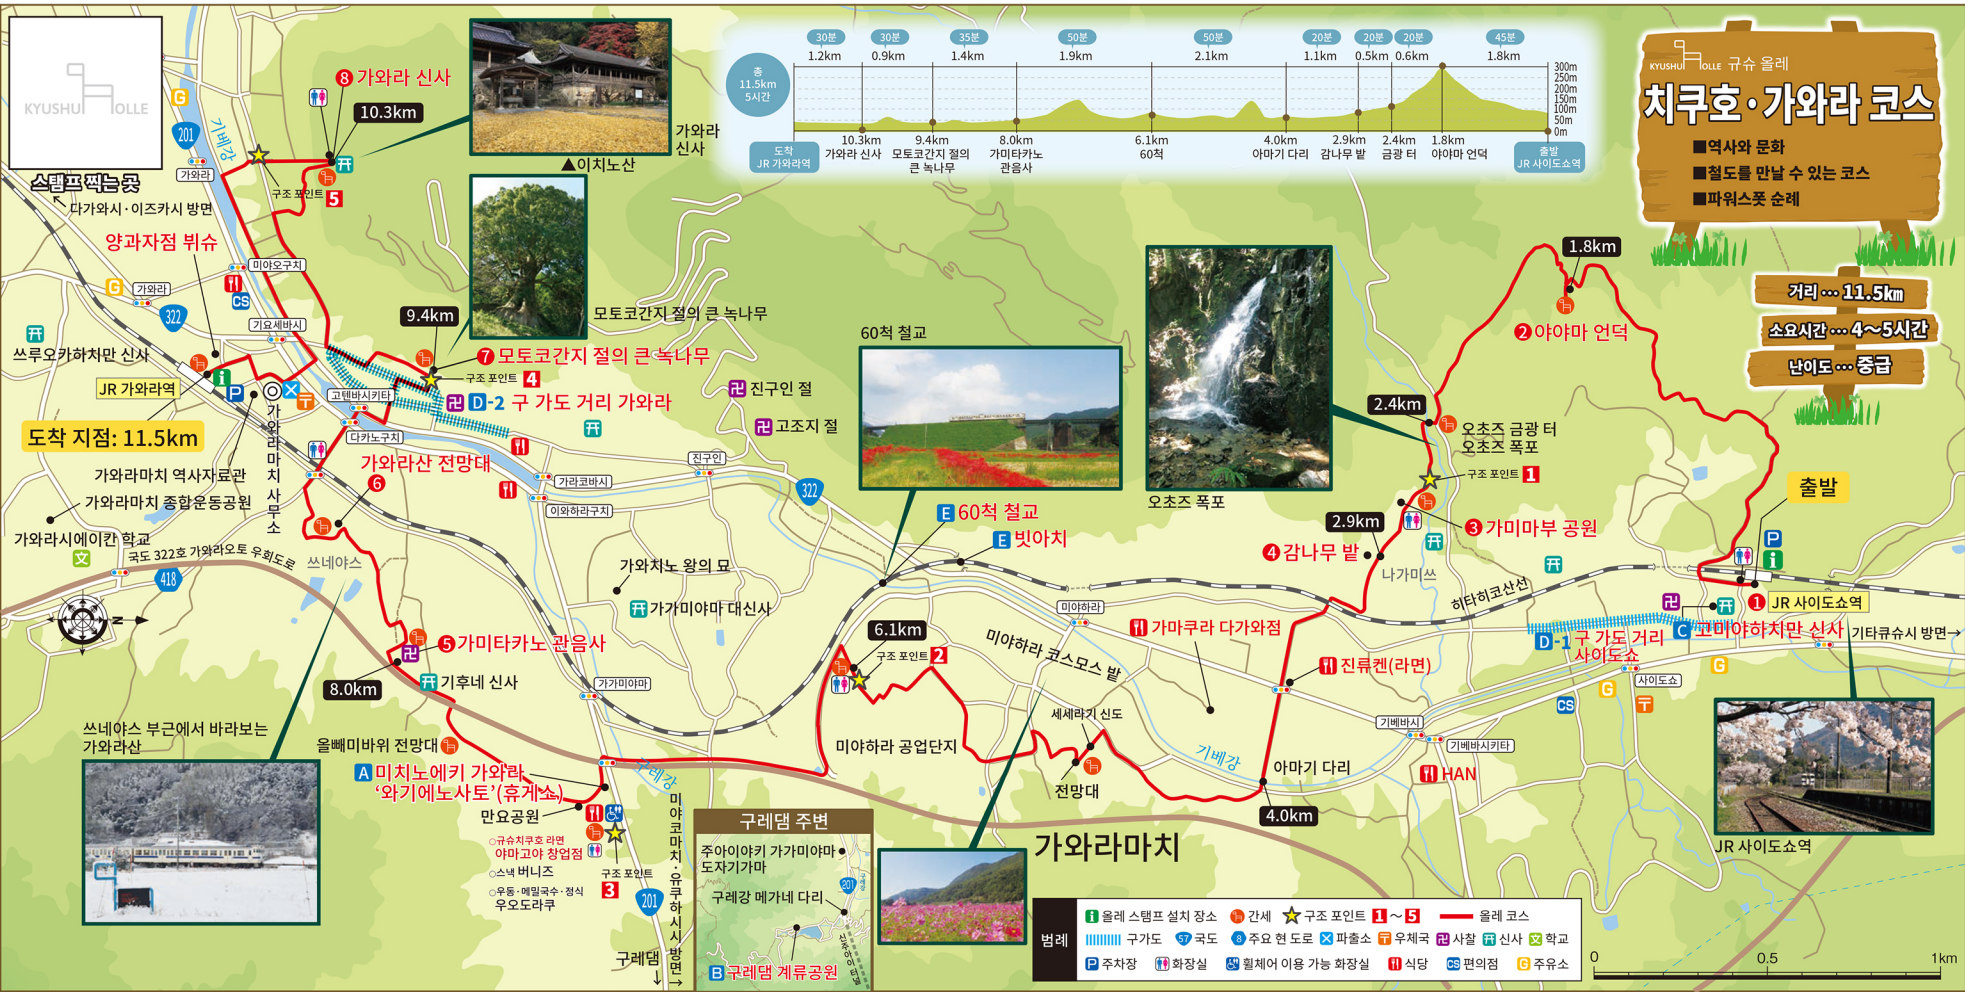 KYUSHU OLLE
스탬프 찍는 곳
다가와시·이즈카시 방면
201
기베강
가와라
❽ 가와라 신사
10.3km
구조 포인트 5
▲이치노산
가와라
신사
양과자점 뷔슈
미야오구치
가와라
322
기요세바시
쓰루오카하치만 신사
JR 가와라역
도착 지점: 11.5km
가와라마치 사무소
가와라마치 역사자료관
가와라마치 종합운동공원
가와라시에이칸 학교
국도 322호 가와라오토 우회도로
418
N
쓰네야스
고텐바시키타
다카노구치
가와라산 전망대
❻
9.4km
모토코간지 절의 큰 녹나무
❼ 모토코간지 절의 큰 녹나무
구조 포인트 4
D-2 구 가도 거리 가와라
진구인 절
고조지 절
진구인
가라코바시
이와하라구치
322
총
11.5km
5시간
30분
30분
35분
50분
50분
20분
20분
20분
45분
1.2km
0.9km
1.4km
1.9km
2.1km
1.1km
0.5km
0.6km
1.8km
300m
250m
200m
150m
100m
50m
0m
도착
JR 가와라역
10.3km
가와라 신사
9.4km
모토코간지 절의
큰 녹나무
8.0km
가미타카노
관음사
6.1km
60척
4.0km
아마기 다리
2.9km
감나무 밭
2.4km
금광 터
1.8km
야야마 언덕
출발
JR 사이도쇼역
KYUSHU OLLE 규슈 올레
치쿠호·가와라 코스
■역사와 문화
■철도를 만날 수 있는 코스
■파워스폿 순례
거리 ··· 11.5km
소요시간 ··· 4～5시간
난이도 ··· 중급
1.8km
❷야야마 언덕
2.4km
오초즈 금광 터
오초즈 폭포
구조 포인트 1
오초즈 폭포
2.9km
❸가미마부 공원
❹감나무 밭
나가미쓰
히타히코산선
출발
❶ JR 사이도쇼역
C 고미야하치만 신사
기타큐슈시 방면→
D-1 구 가도 거리
사이도쇼
사이도쇼
JR 사이도쇼역
60척 철교
E 60척 철교
E 빗아치
가와치노 왕의 묘
가가미야마 대신사
미야하라
미야하라 코스모스 밭
가마쿠라 다가와점
진류켄(라면)
기베바시
기베바시키타
HAN
6.1km
구조 포인트 2
미야하라 공업단지
세세라기 신도
전망대
기베강
아마기 다리
4.0km
가와라마치
❺가미타카노 관음사
8.0km
기후네 신사
가가미야마
쓰네야스 부근에서 바라보는
가와라산
올빼미바위 전망대
A 미치노에키 가와라
‘와기에노사토’(휴게소)
만요공원
○규슈치쿠호 라면
야마고야 창업점
○스낵 버니즈
○우동·메밀국수·정식
우오도라쿠
구조 포인트
3
201
구레강
미야코마치·유쿠하시시 방면→
구레댐
↓
구레댐 주변
주아이야키 가가미야마
도자기가마
201
구레강
구레강 메가네 다리
신주아이 터널
B 구레댐 계류공원
범례
올레 스탬프 설치 장소
간세
구조 포인트 1～5
올레 코스
구가도
57 국도
8 주요 현 도로
파출소
우체국
사찰
신사
학교
P 주차장
화장실
휠체어 이용 가능 화장실
식당
CS 편의점
G 주유소
0
0.5
1km